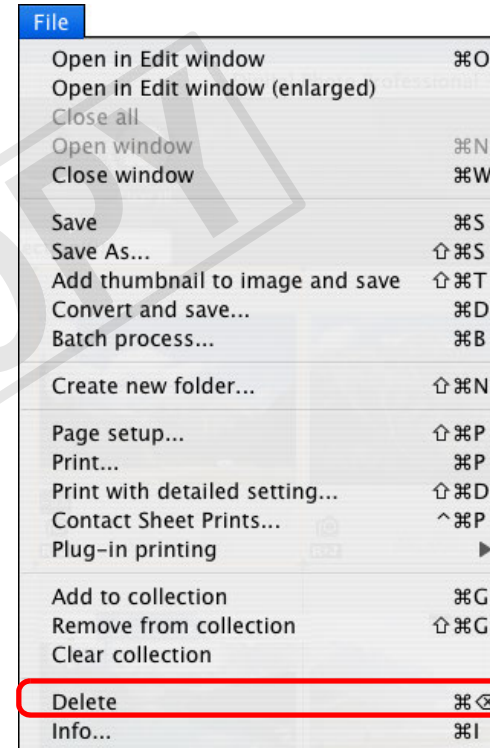 File
Open in Edit window ⌘O
Open in Edit window (enlarged)
Close all
Open window ⌘N
Close window ⌘W
Save ⌘S
Save As... ⇧⌘S
Add thumbnail to image and save ⇧⌘T
Convert and save... ⌘D
Batch process... ⌘B
Create new folder... ⇧⌘N
Page setup... ⇧⌘P
Print... ⌘P
Print with detailed setting... ⇧⌘D
Contact Sheet Prints... ^⌘P
Plug-in printing ▶
Add to collection ⌘G
Remove from collection ⇧⌘G
Clear collection
Delete ⌘⌫
Info... ⌘I